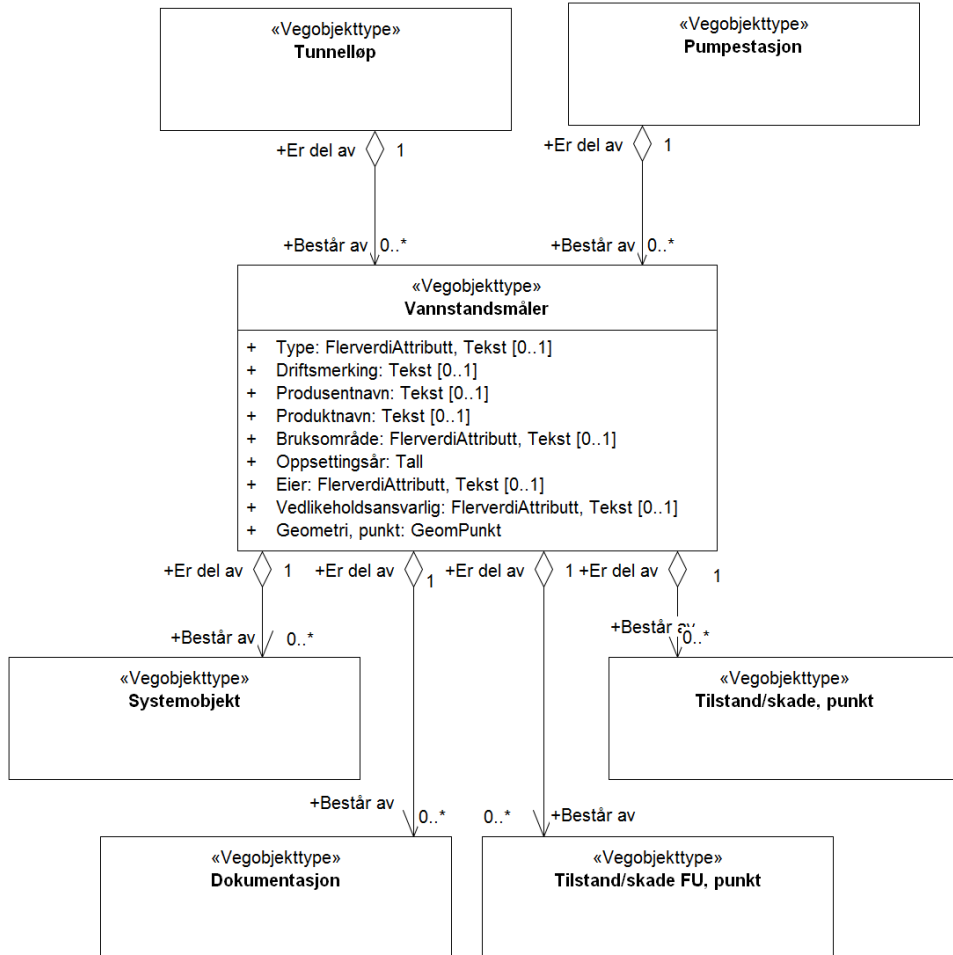 «Vegobjekttype»
Tunnelløp
«Vegobjekttype»
Pumpestasjon
+Er del av 1
+Er del av 1
+Består av 0..*
+Består av 0..*
«Vegobjekttype»
Vannstandsmåler
+ Type: FlerverdiAttributt, Tekst [0..1]
+ Driftsmerking: Tekst [0..1]
+ Produsentnavn: Tekst [0..1]
+ Produktnavn: Tekst [0..1]
+ Bruksområde: FlerverdiAttributt, Tekst [0..1]
+ Oppsettingsår: Tall
+ Eier: FlerverdiAttributt, Tekst [0..1]
+ Vedlikeholdsansvarlig: FlerverdiAttributt, Tekst [0..1]
+ Geometri, punkt: GeomPunkt
+Er del av 1
+Er del av 1
+Er del av 1
+Er del av 1
+Består av 0..*
+Består av 0..*
«Vegobjekttype»
Systemobjekt
«Vegobjekttype»
Tilstand/skade, punkt
+Består av 0..*
0..* +Består av
«Vegobjekttype»
Dokumentasjon
«Vegobjekttype»
Tilstand/skade FU, punkt